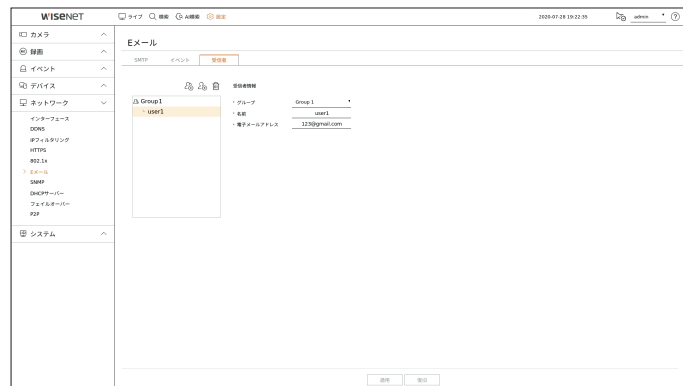 WISENET
ライブ 検索 AI検索 設定
2020-07-28 19:22:35 admin ?
カメラ
録画
イベント
デバイス
ネットワーク
インターフェース
DDNS
IPフィルタリング
HTTPS
802.1x
Eメール
SNMP
DHCPサーバー
フェイルオーバー
P2P
システム
Eメール
SMTP イベント 受信者
Group1
user1
受信者情報
グループ Group 1
名前 user1
電子メールアドレス 123@gmail.com
適用 復旧